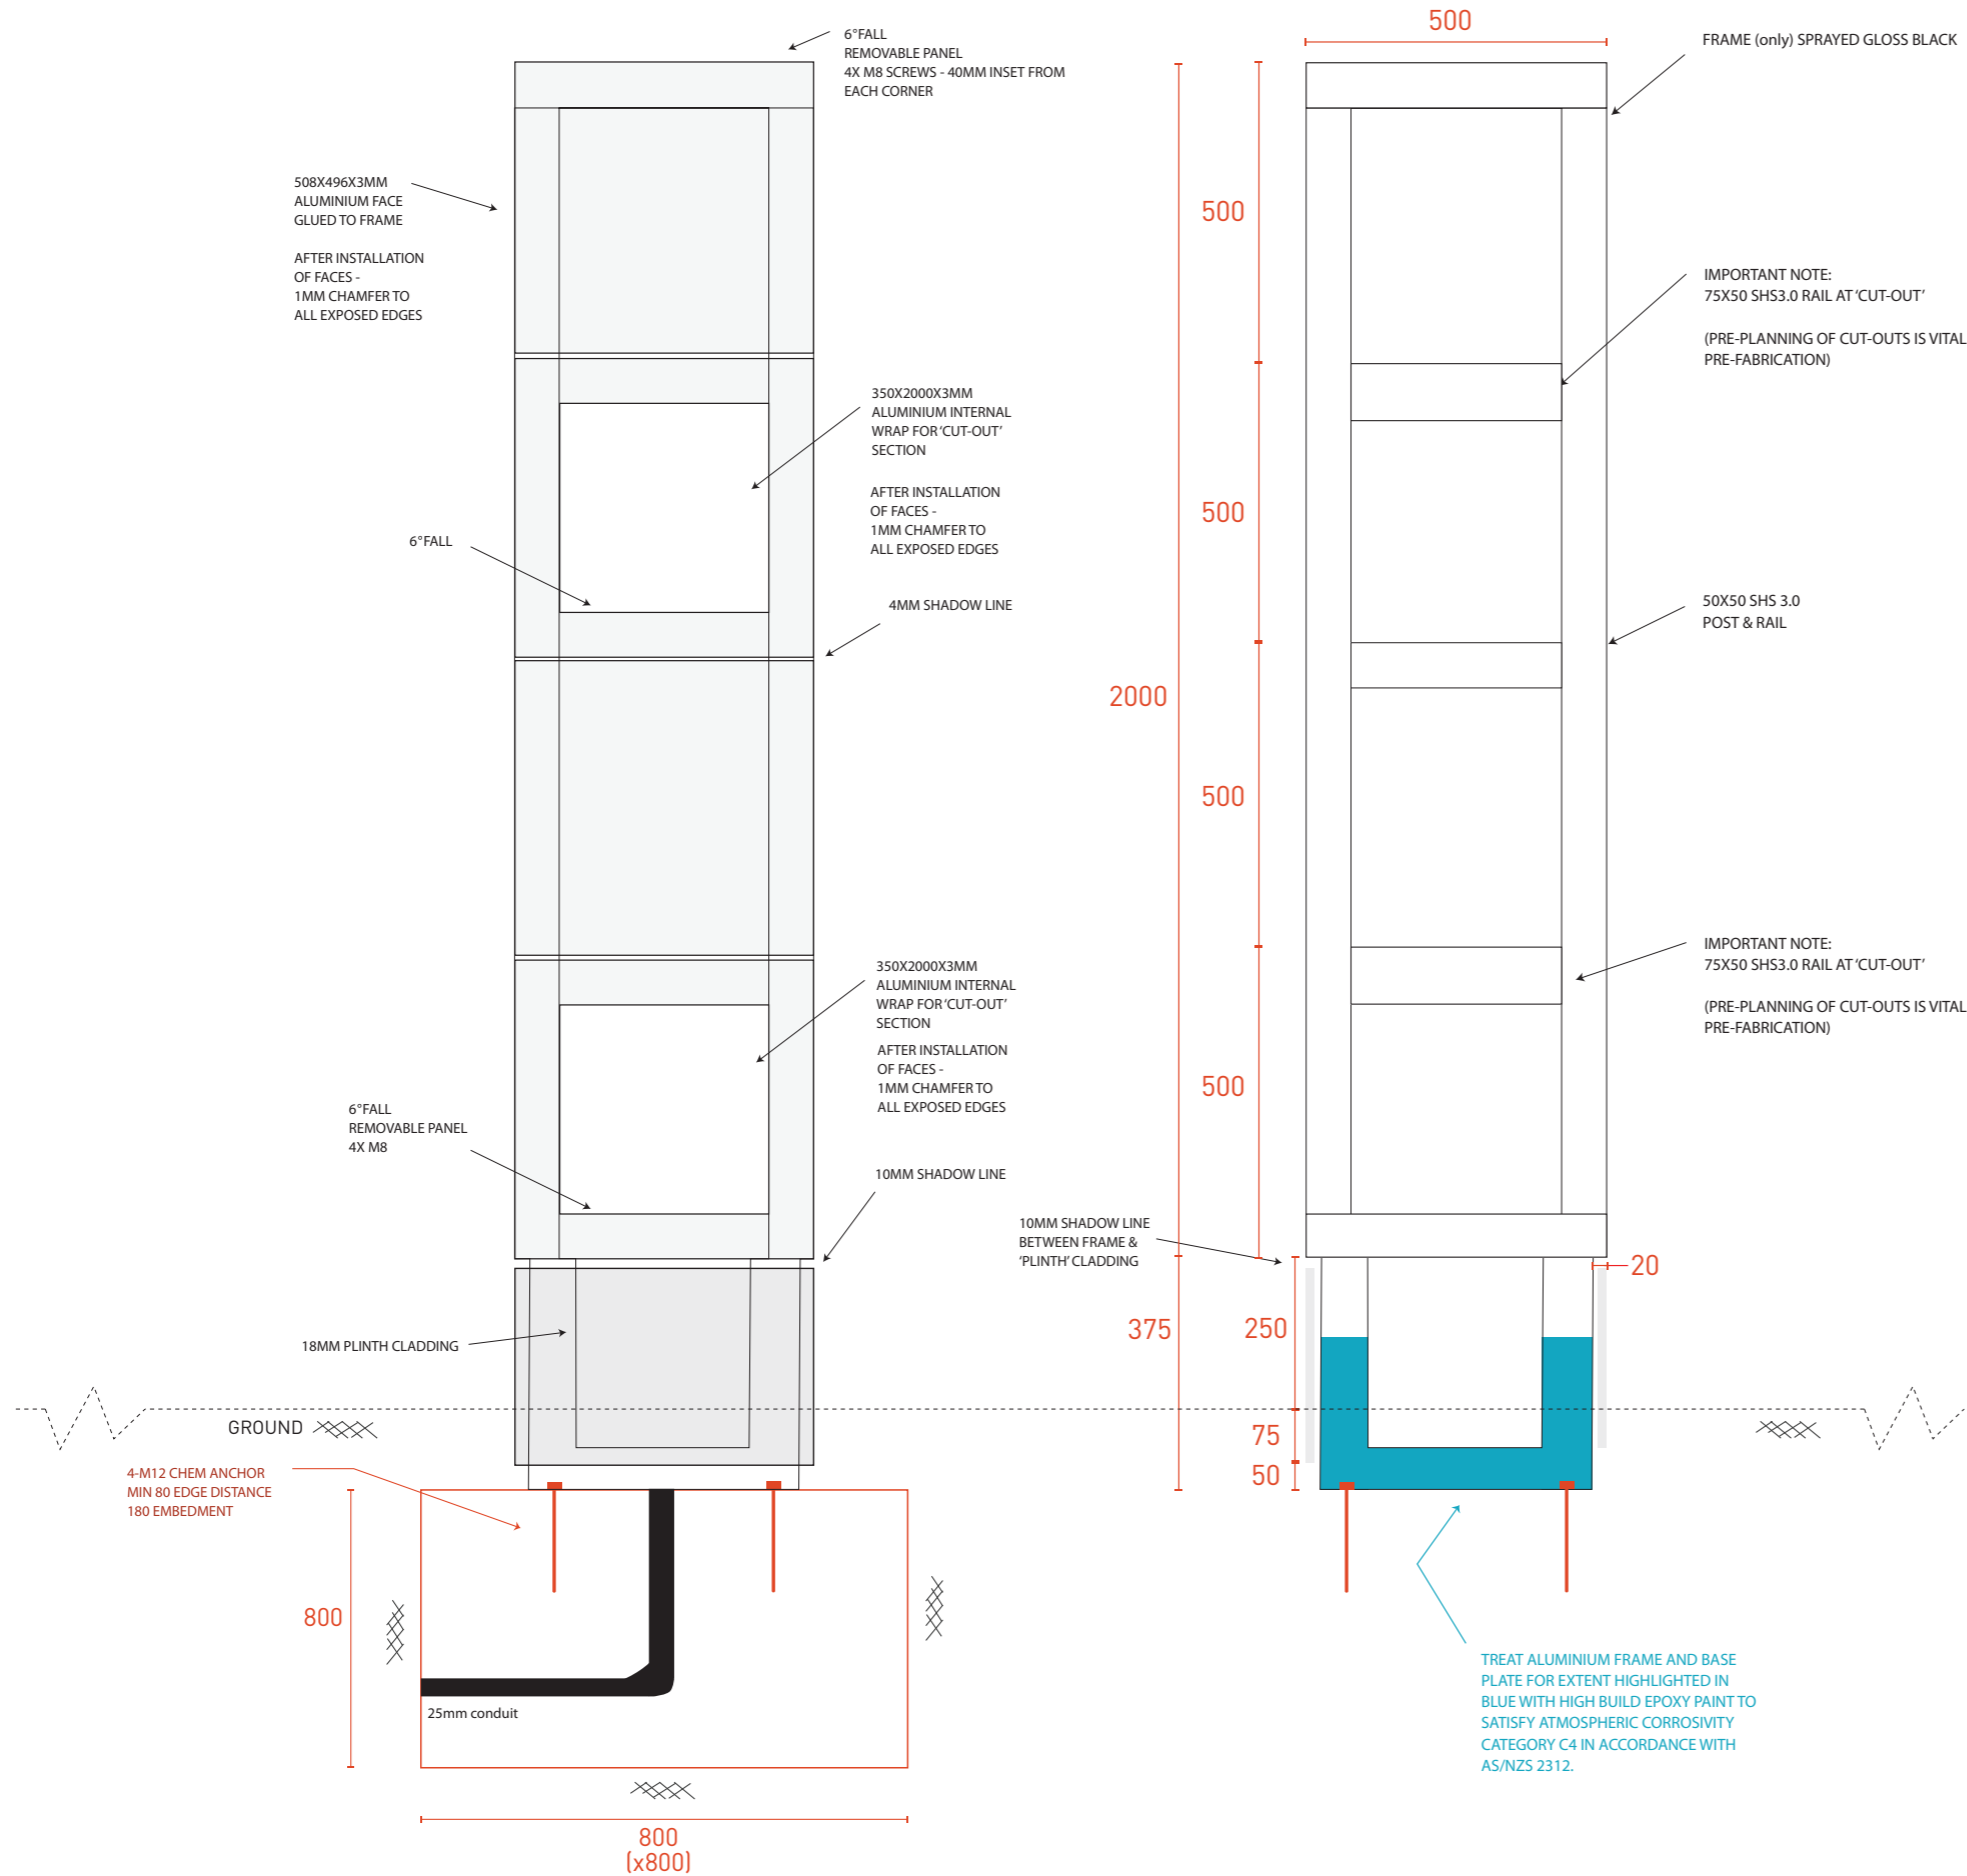 6°FALL
REMOVABLE PANEL
4X M8 SCREWS - 40MM INSET FROM
EACH CORNER
508X496X3MM
ALUMINIUM FACE
GLUED TO FRAME
AFTER INSTALLATION
OF FACES -
1MM CHAMFER TO
ALL EXPOSED EDGES
350X2000X3MM
ALUMINIUM INTERNAL
WRAP FOR ‘CUT-OUT’
SECTION
AFTER INSTALLATION
OF FACES -
1MM CHAMFER TO
ALL EXPOSED EDGES
6°FALL
4MM SHADOW LINE
350X2000X3MM
ALUMINIUM INTERNAL
WRAP FOR ‘CUT-OUT’
SECTION
AFTER INSTALLATION
OF FACES -
1MM CHAMFER TO
ALL EXPOSED EDGES
6°FALL
REMOVABLE PANEL
4X M8
10MM SHADOW LINE
18MM PLINTH CLADDING
GROUND
4-M12 CHEM ANCHOR
MIN 80 EDGE DISTANCE
180 EMBEDMENT
800
25mm conduit
800
(x800)
500
FRAME (only) SPRAYED GLOSS BLACK
500
IMPORTANT NOTE:
75X50 SHS3.0 RAIL AT ‘CUT-OUT’
(PRE-PLANNING OF CUT-OUTS IS VITAL
PRE-FABRICATION)
500
50X50 SHS 3.0
POST & RAIL
2000
500
IMPORTANT NOTE:
75X50 SHS3.0 RAIL AT ‘CUT-OUT’
(PRE-PLANNING OF CUT-OUTS IS VITAL
PRE-FABRICATION)
500
10MM SHADOW LINE
BETWEEN FRAME &
‘PLINTH’ CLADDING
20
375
250
75
50
TREAT ALUMINIUM FRAME AND BASE
PLATE FOR EXTENT HIGHLIGHTED IN
BLUE WITH HIGH BUILD EPOXY PAINT TO
SATISFY ATMOSPHERIC CORROSIVITY
CATEGORY C4 IN ACCORDANCE WITH
AS/NZS 2312.